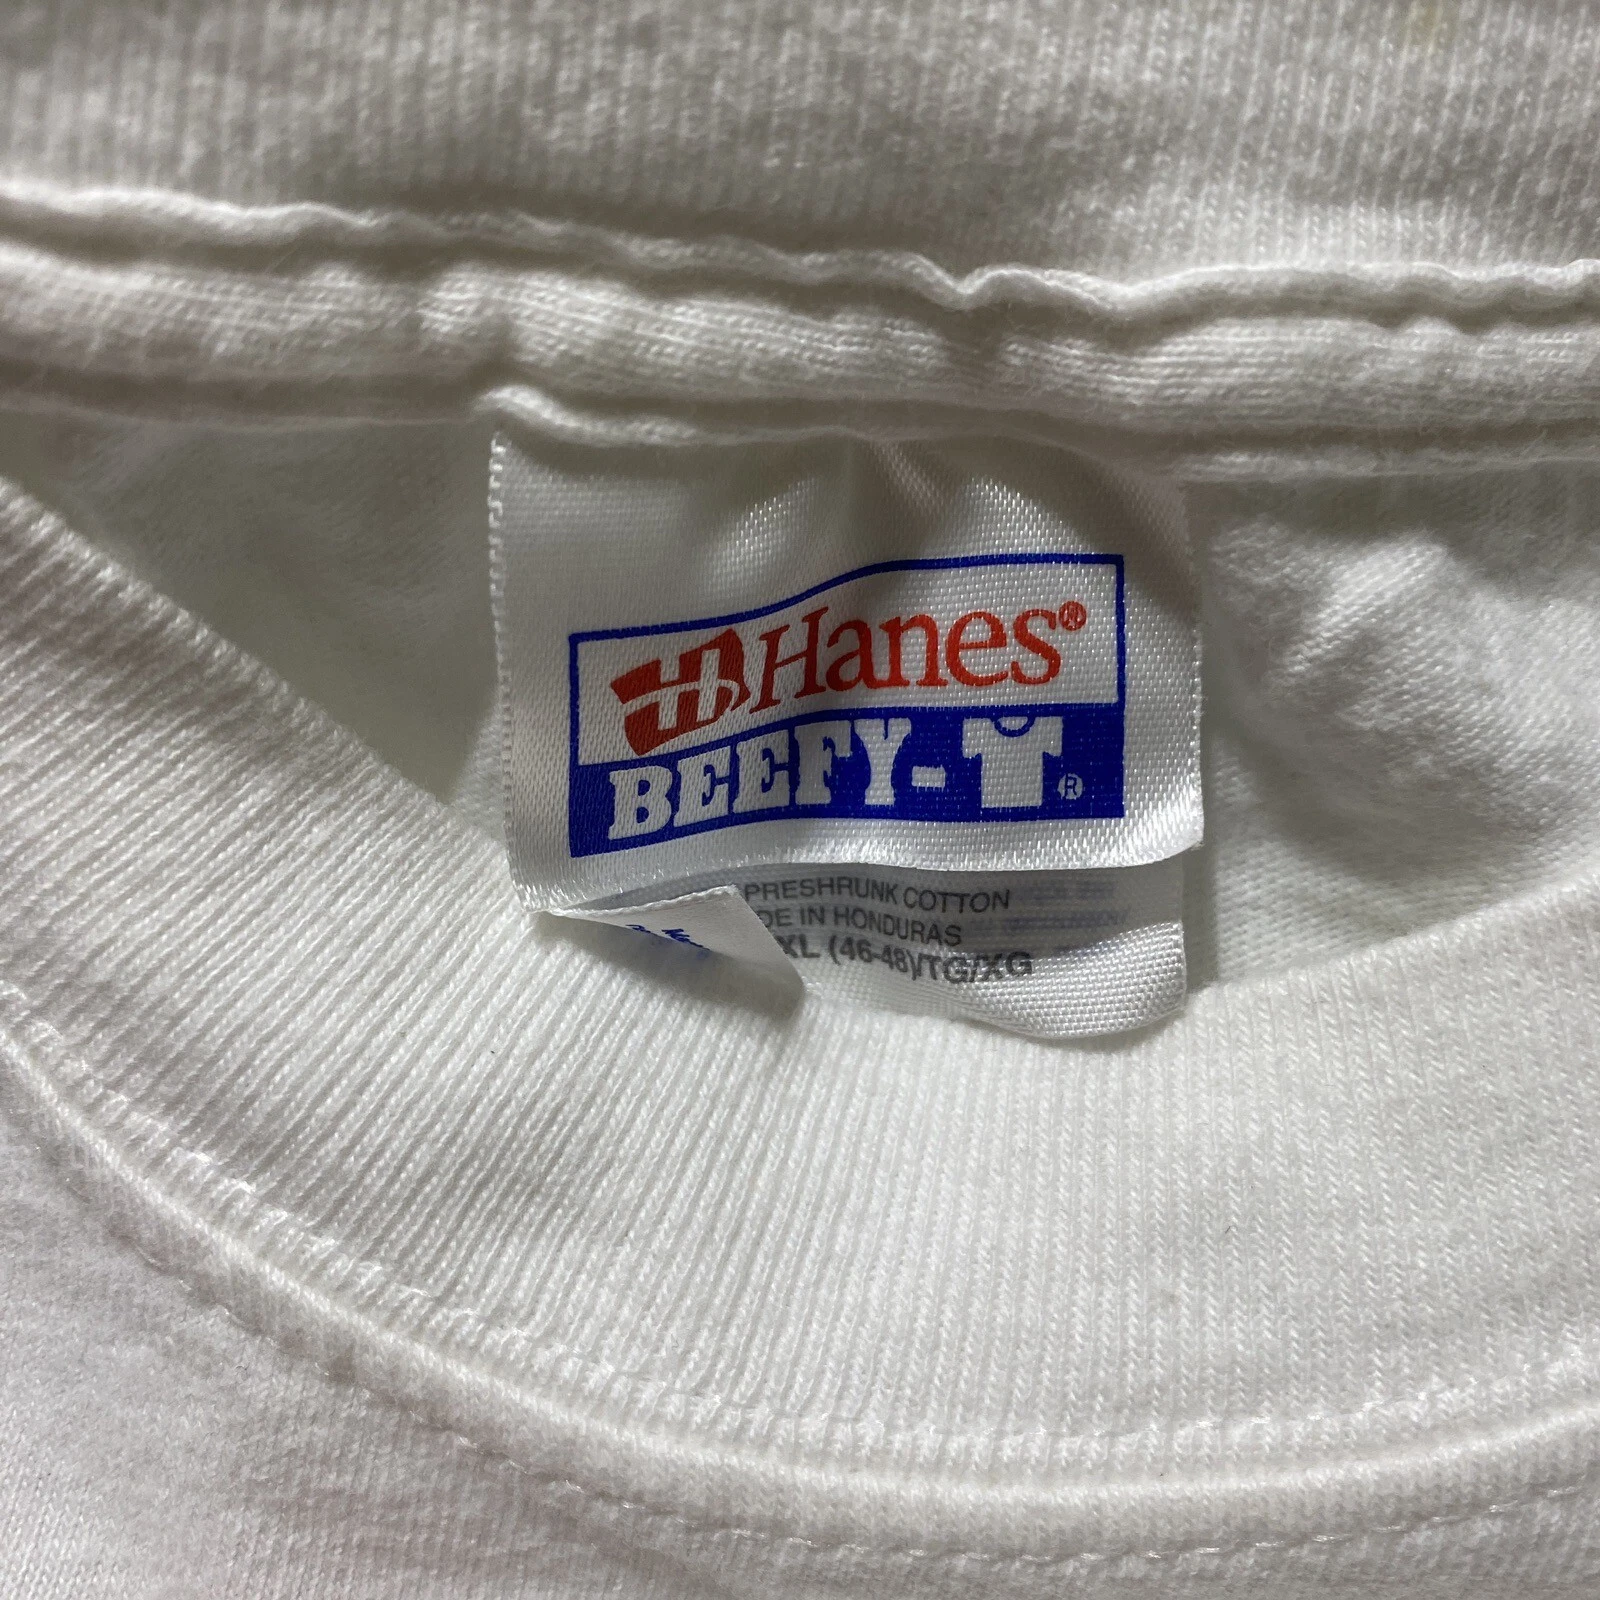 Hanes®
BEEFY-T®
PRESHRUNK COTTON
DE IN HONDURAS
XL (46-48)/TG/XG